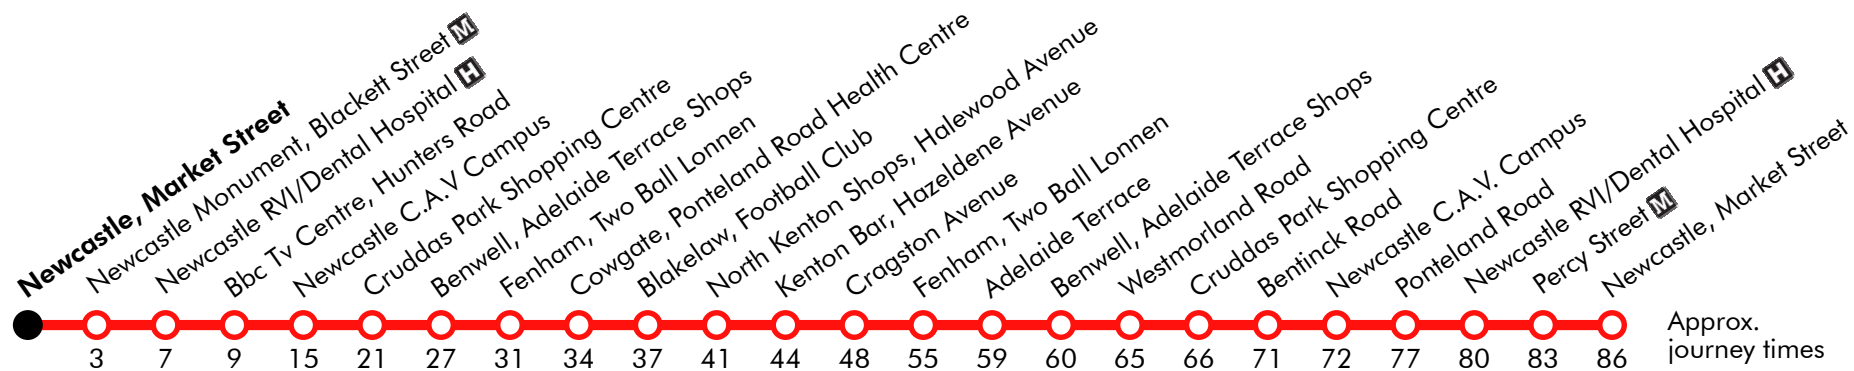 Newcastle, Market Street
Newcastle Monument, Blackett Street M
Newcastle RVI/Dental Hospital H
Bbc Tv Centre, Hunters Road
Newcastle C.A.V Campus
Cruddas Park Shopping Centre
Benwell, Adelaide Terrace Shops
Fenham, Two Ball Lonnen
Cowgate, Ponteland Road Health Centre
Blakelaw, Football Club
North Kenton Shops, Halewood Avenue
Kenton Bar, Hazeldene Avenue
Cragston Avenue
Fenham, Two Ball Lonnen
Adelaide Terrace
Benwell, Adelaide Terrace Shops
Westmorland Road
Cruddas Park Shopping Centre
Bentinck Road
Newcastle C.A.V. Campus
Ponteland Road
Newcastle RVI/Dental Hospital H
Percy Street M
Newcastle, Market Street
3 7 9 15 21 27 31 34 37 41 44 48 55 59 60 65 66 71 72 77 80 83 86
Approx.
journey times